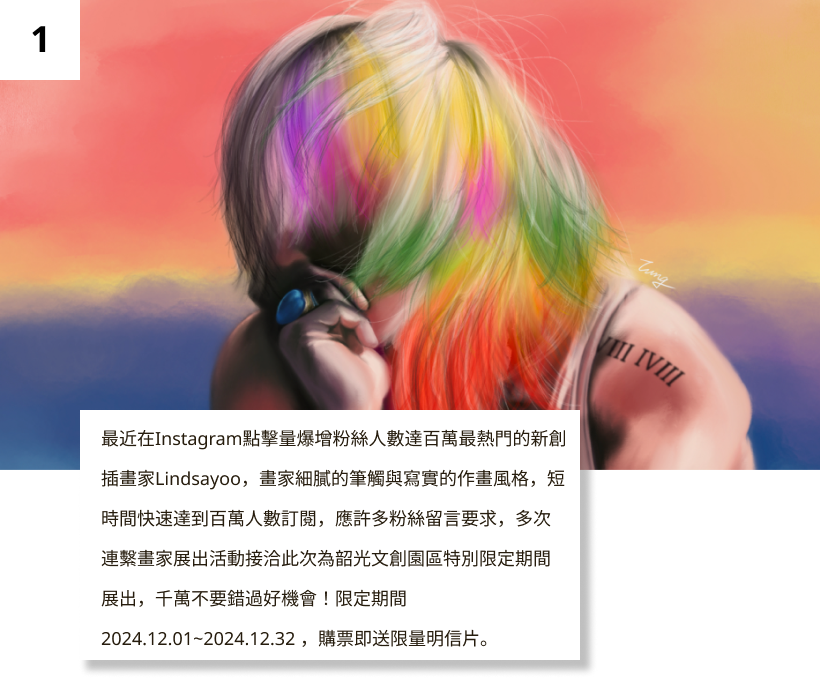 1
Zung
VIII IVIII
最近在Instagram點擊量爆增粉絲人數達百萬最熱門的新創
插畫家Lindsayoo，畫家細膩的筆觸與寫實的作畫風格，短
時間快速達到百萬人數訂閱，應許多粉絲留言要求，多次
連繫畫家展出活動接洽此次為韶光文創園區特別限定期間
展出，千萬不要錯過好機會！限定期間
2024.12.01~2024.12.32 ，購票即送限量明信片。